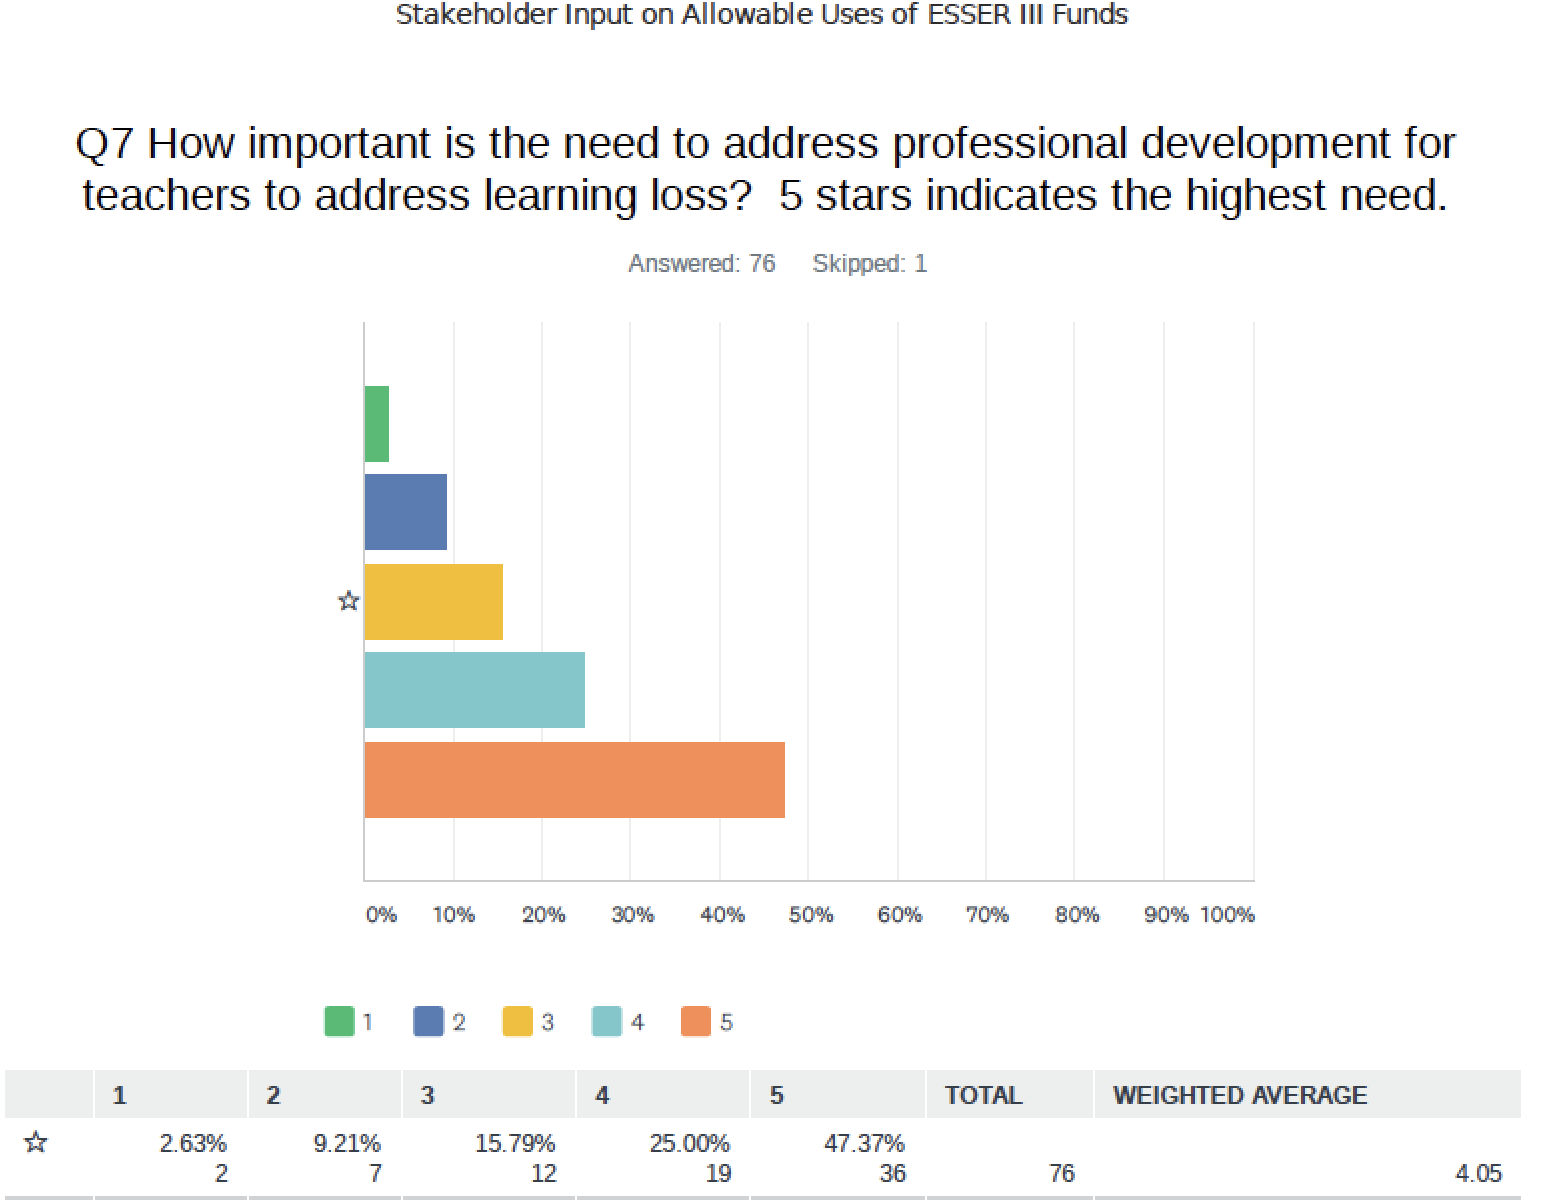 Stakeholder Input on Allowable Uses of ESSER III Funds
Q7 How important is the need to address professional development for
teachers to address learning loss?  5 stars indicates the highest need.
Answered: 76 Skipped: 1
0% 10% 20% 30% 40% 50% 60% 70% 80% 90% 100%
1 2 3 4 5
1 2 3 4 5 TOTAL WEIGHTED AVERAGE
2.63% 9.21% 15.79% 25.00% 47.37%
2 7 12 19 36 76 4.05